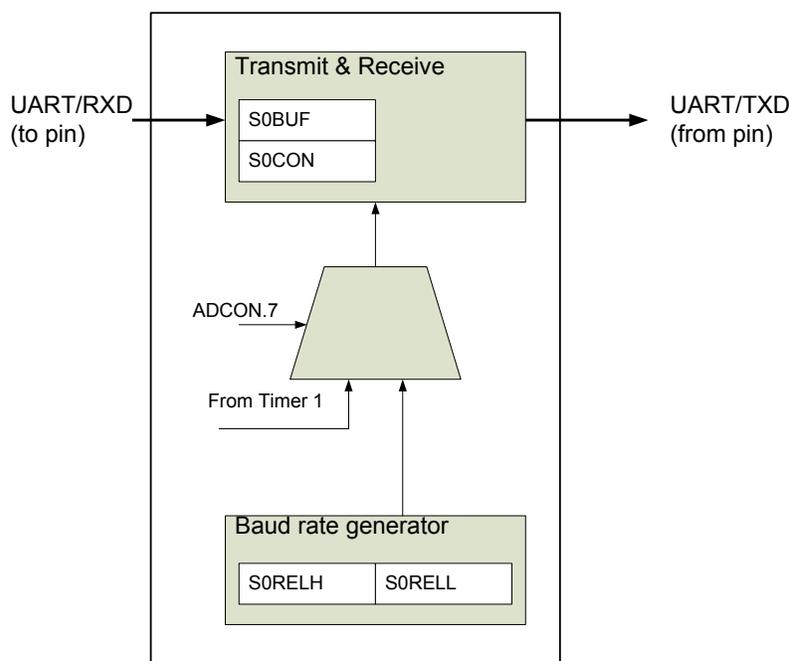 Transmit & Receive
UART/RXD
(to pin)
S0BUF
S0CON
UART/TXD
(from pin)
ADCON.7
From Timer 1
Baud rate generator
S0RELH
S0RELL